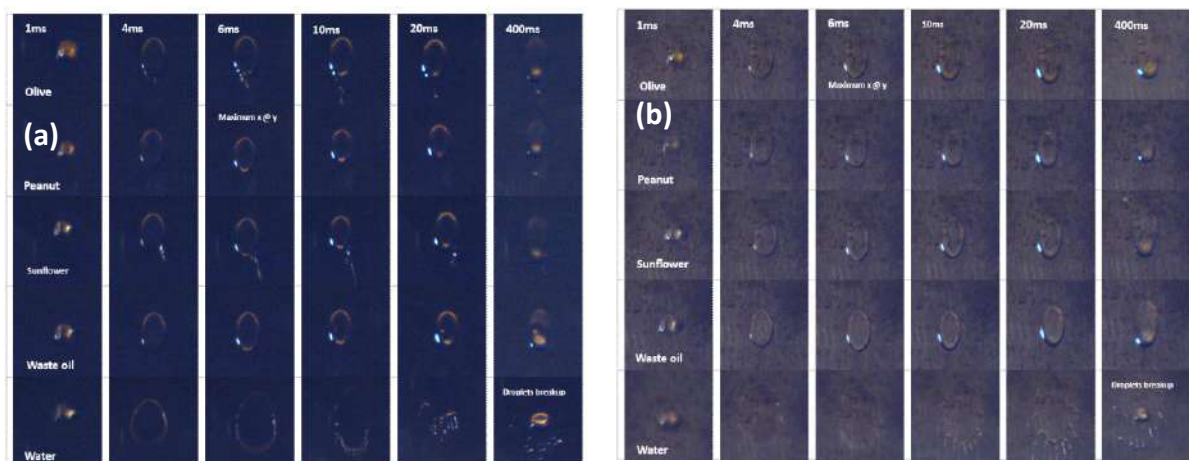 1ms 4ms 6ms 10ms 20ms 400ms
Olive
Maximum x @ y
(a)
Peanut
Sunflower
Waste oil
Droplets breakup
Water
1ms 4ms 6ms 10ms 20ms 400ms
Olive
Maximum x @ y
(b)
Peanut
Sunflower
Waste oil
Droplets breakup
Water